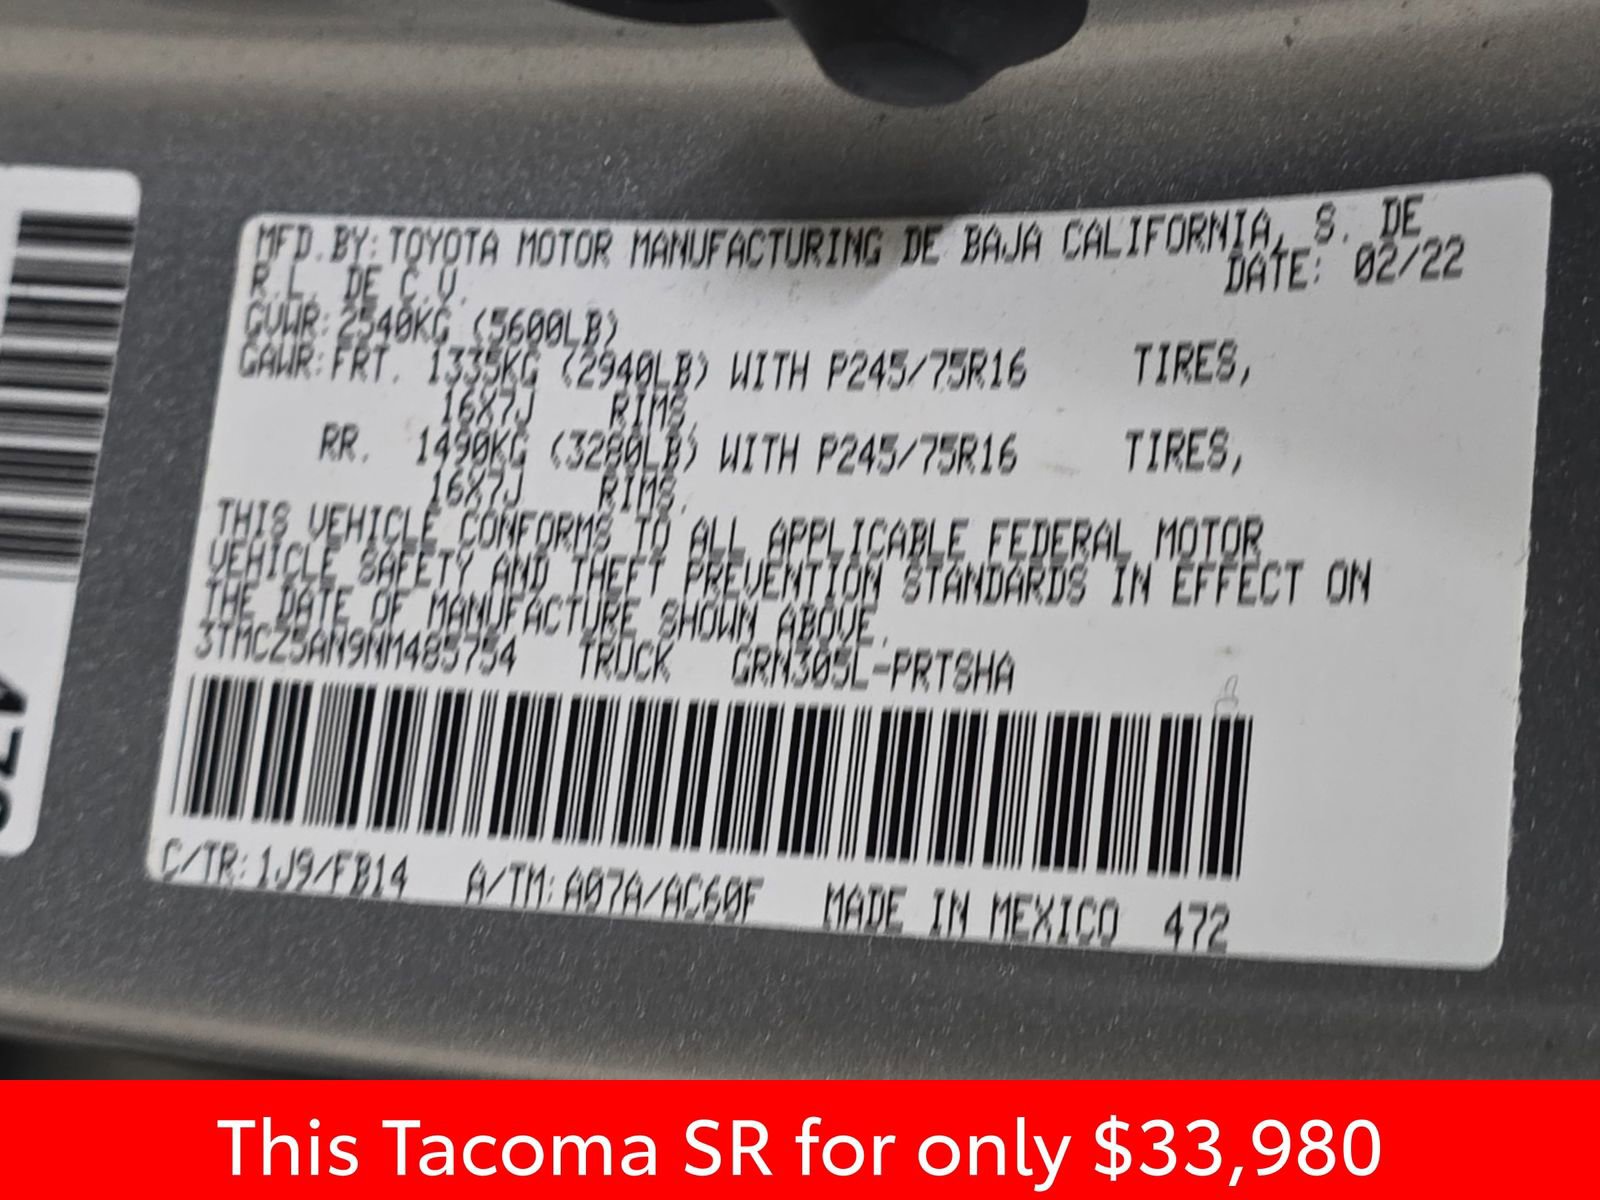 MFD.BY:TOYOTA MOTOR MANUFACTURING DE BAJA CALIFORNIA, S. DE
R.L. DE C.V. DATE: 02/22
GVWR:2540KG (5600LB)
GAWR:FRT. 1335KG (2940LB) WITH P245/75R16 TIRES,
16X7J RIMS,
RR. 1490KG (3280LB) WITH P245/75R16 TIRES,
16X7J RIMS,
THIS VEHICLE CONFORMS TO ALL APPLICABLE FEDERAL MOTOR
VEHICLE SAFETY AND THEFT PREVENTION STANDARDS IN EFFECT ON
THE DATE OF MANUFACTURE SHOWN ABOVE.
3TMCZ5AN9NM485754 TRUCK GRN305L-PRTSHA
C/TR:1J9/FB14 A/TM:A07A/AC60F MADE IN MEXICO 472
This Tacoma SR for only $33,980